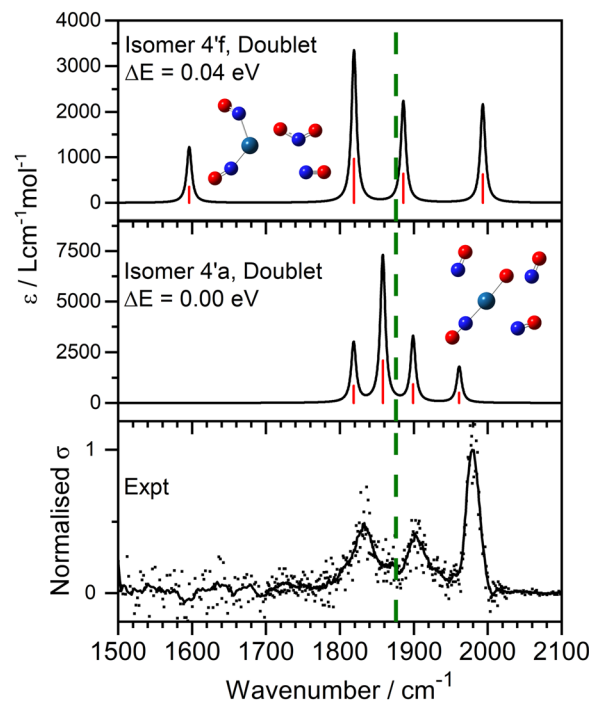 Isomer 4'f, Doublet
ΔE = 0.04 eV
4000
3000
2000
1000
0
Isomer 4'a, Doublet
ΔE = 0.00 eV
7500
5000
2500
0
ε / Lcm⁻¹mol⁻¹
Expt
1
0
Normalised σ
1500 1600 1700 1800 1900 2000 2100
Wavenumber / cm⁻¹